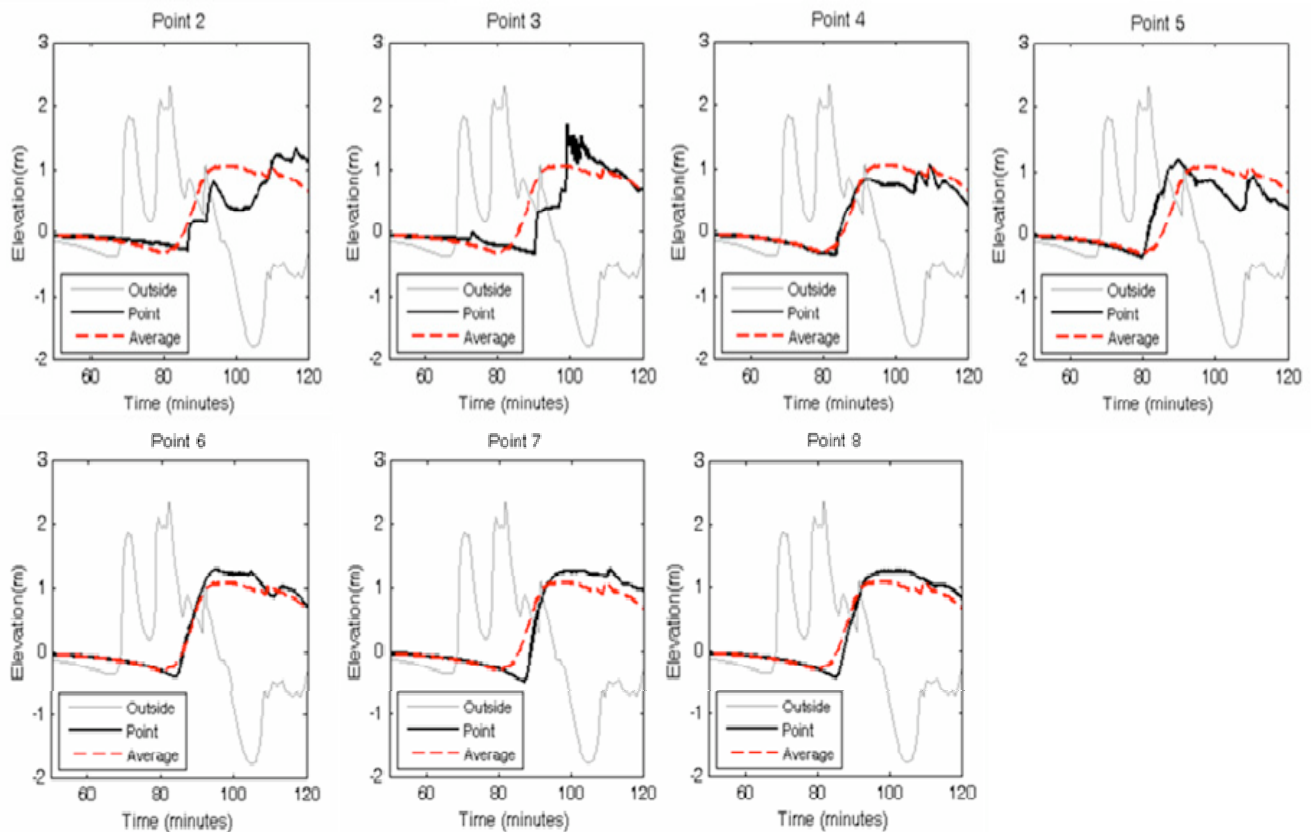 Point 2
Point 3
Point 4
Point 5
3
2
1
0
-1
-2
Elevation(m)
Outside
Point
Average
60
80
100
120
Time (minutes)
3
2
1
0
-1
-2
Elevation(m)
Outside
Point
Average
60
80
100
120
Time (minutes)
3
2
1
0
-1
-2
Elevation(m)
Outside
Point
Average
60
80
100
120
Time (minutes)
3
2
1
0
-1
-2
Elevation(m)
Outside
Point
Average
60
80
100
120
Time (minutes)
Point 6
Point 7
Point 8
3
2
1
0
-1
-2
Elevation(m)
Outside
Point
Average
60
80
100
120
Time (minutes)
3
2
1
0
-1
-2
Elevation(m)
Outside
Point
Average
60
80
100
120
Time (minutes)
3
2
1
0
-1
-2
Elevation(m)
Outside
Point
Average
60
80
100
120
Time (minutes)